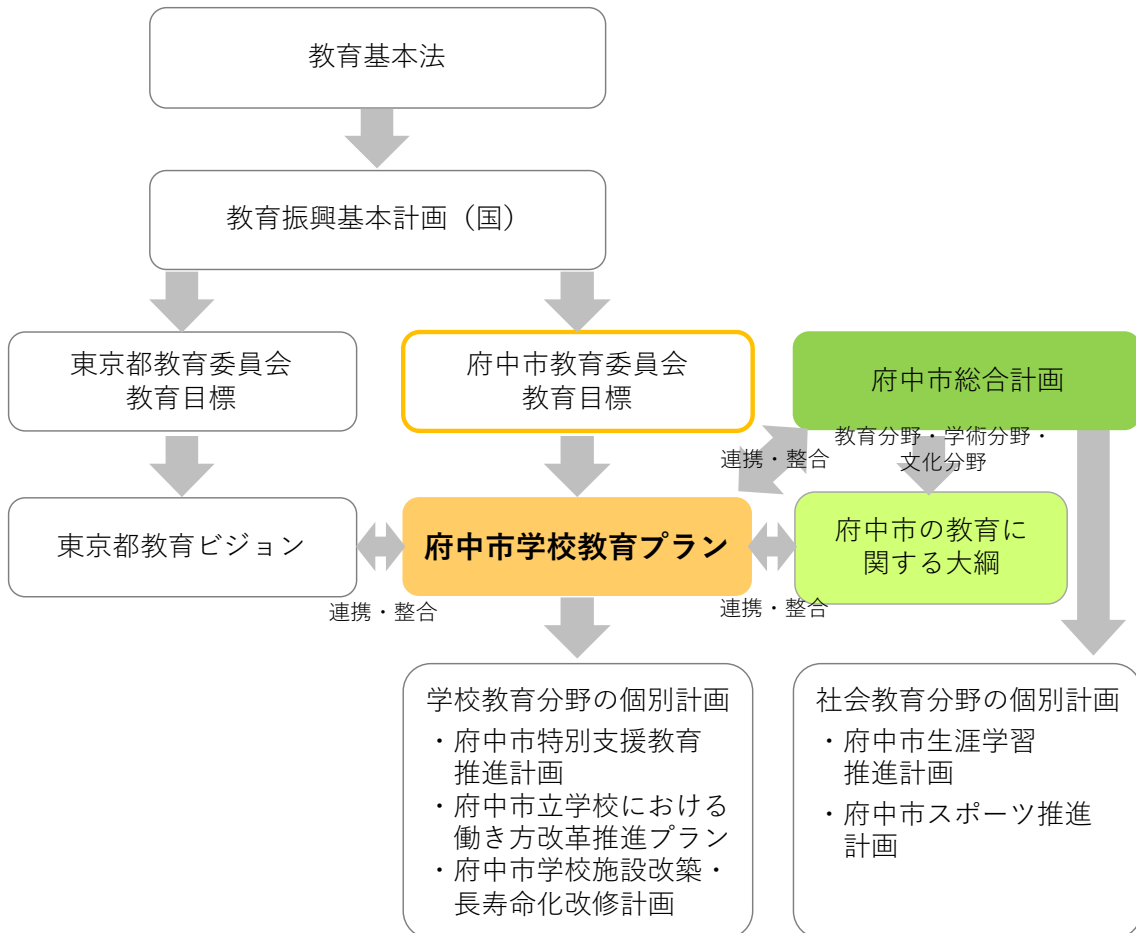 教育基本法
教育振興基本計画（国）
東京都教育委員会
教育目標
府中市教育委員会
教育目標
府中市総合計画
教育分野・学術分野・
文化分野
連携・整合
東京都教育ビジョン
府中市学校教育プラン
府中市の教育に
関する大綱
連携・整合
連携・整合
学校教育分野の個別計画
・府中市特別支援教育
推進計画
・府中市立学校における
働き方改革推進プラン
・府中市学校施設改築・
長寿命化改修計画
社会教育分野の個別計画
・府中市生涯学習
推進計画
・府中市スポーツ推進
計画